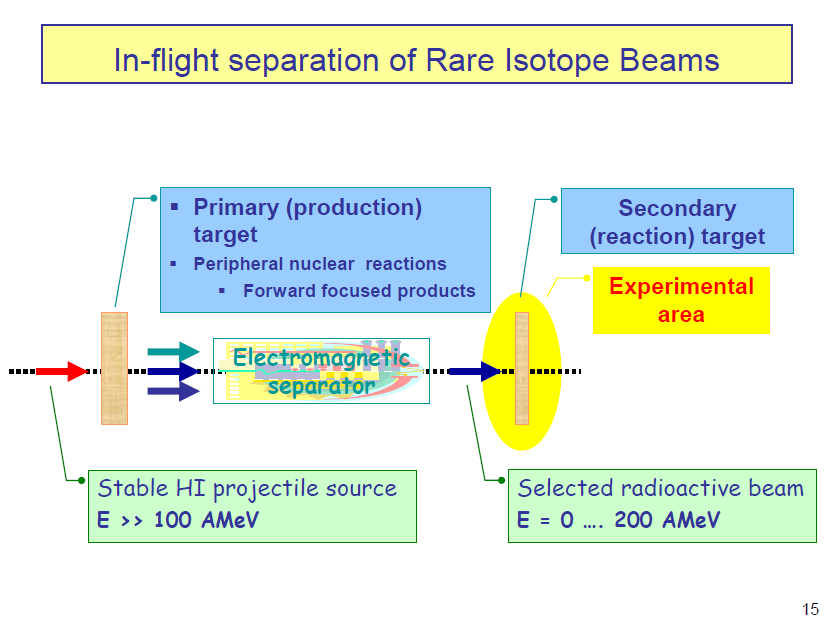 In-flight separation of Rare Isotope Beams
▪ Primary (production)
target
▪ Peripheral nuclear reactions
▪ Forward focused products
Secondary
(reaction) target
Experimental
area
Electromagnetic
separator
Stable HI projectile source
E >> 100 AMeV
Selected radioactive beam
E = 0 …. 200 AMeV
15